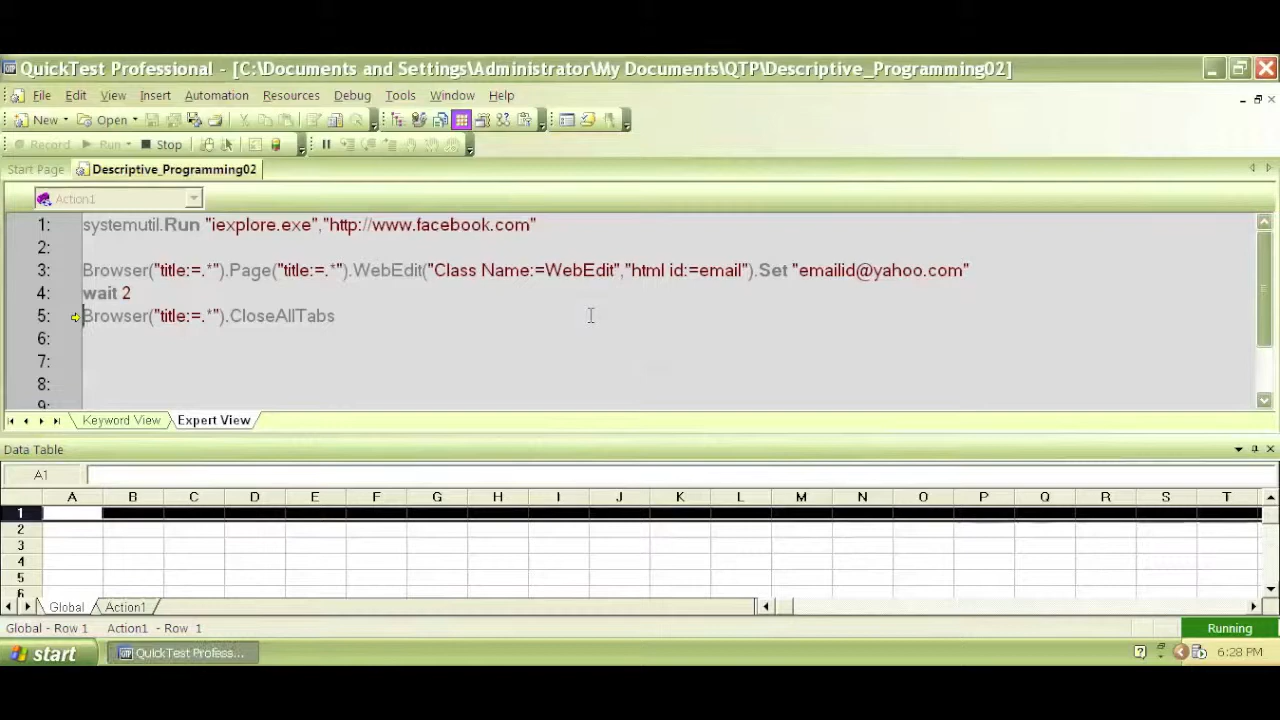 QuickTest Professional - [C:\Documents and Settings\Administrator\My Documents\QTP\Descriptive_Programming02]
File Edit View Insert Automation Resources Debug Tools Window Help
New Open
Record Run Stop
Start Page Descriptive_Programming02
Action1
1: systemutil.Run "iexplore.exe","http://www.facebook.com"
2:
3: Browser("title:=.*").Page("title:=.*").WebEdit("Class Name:=WebEdit","html id:=email").Set "emailid@yahoo.com"
4: wait 2
5: Browser("title:=.*").CloseAllTabs
6:
7:
8:
9:
Keyword View Expert View
Data Table
A1
A B C D E F G H I J K L M N O P Q R S T
1
2
3
4
5
6
Global Action1
Global - Row 1 Action1 - Row 1 Running
start QuickTest Profess... 6:28 PM